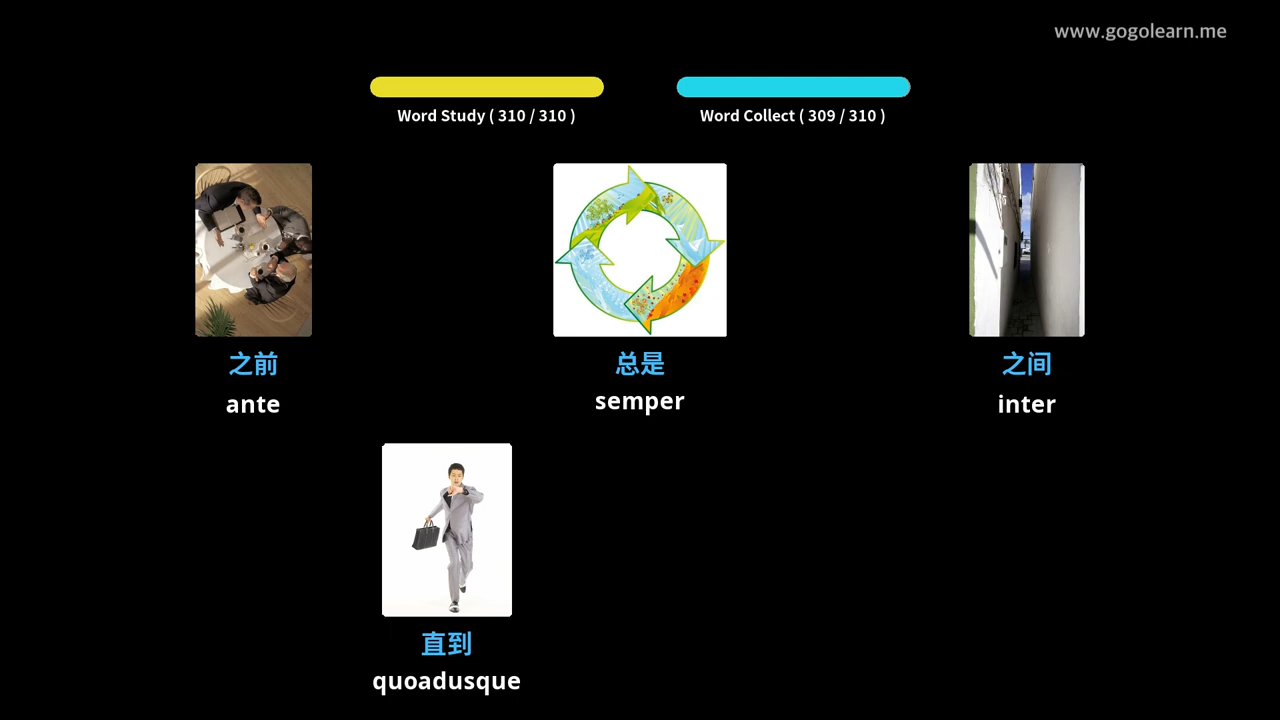 www.gogolearn.me
Word Study ( 310 / 310 )
Word Collect ( 309 / 310 )
之前
ante
总是
semper
之间
inter
直到
quoadusque